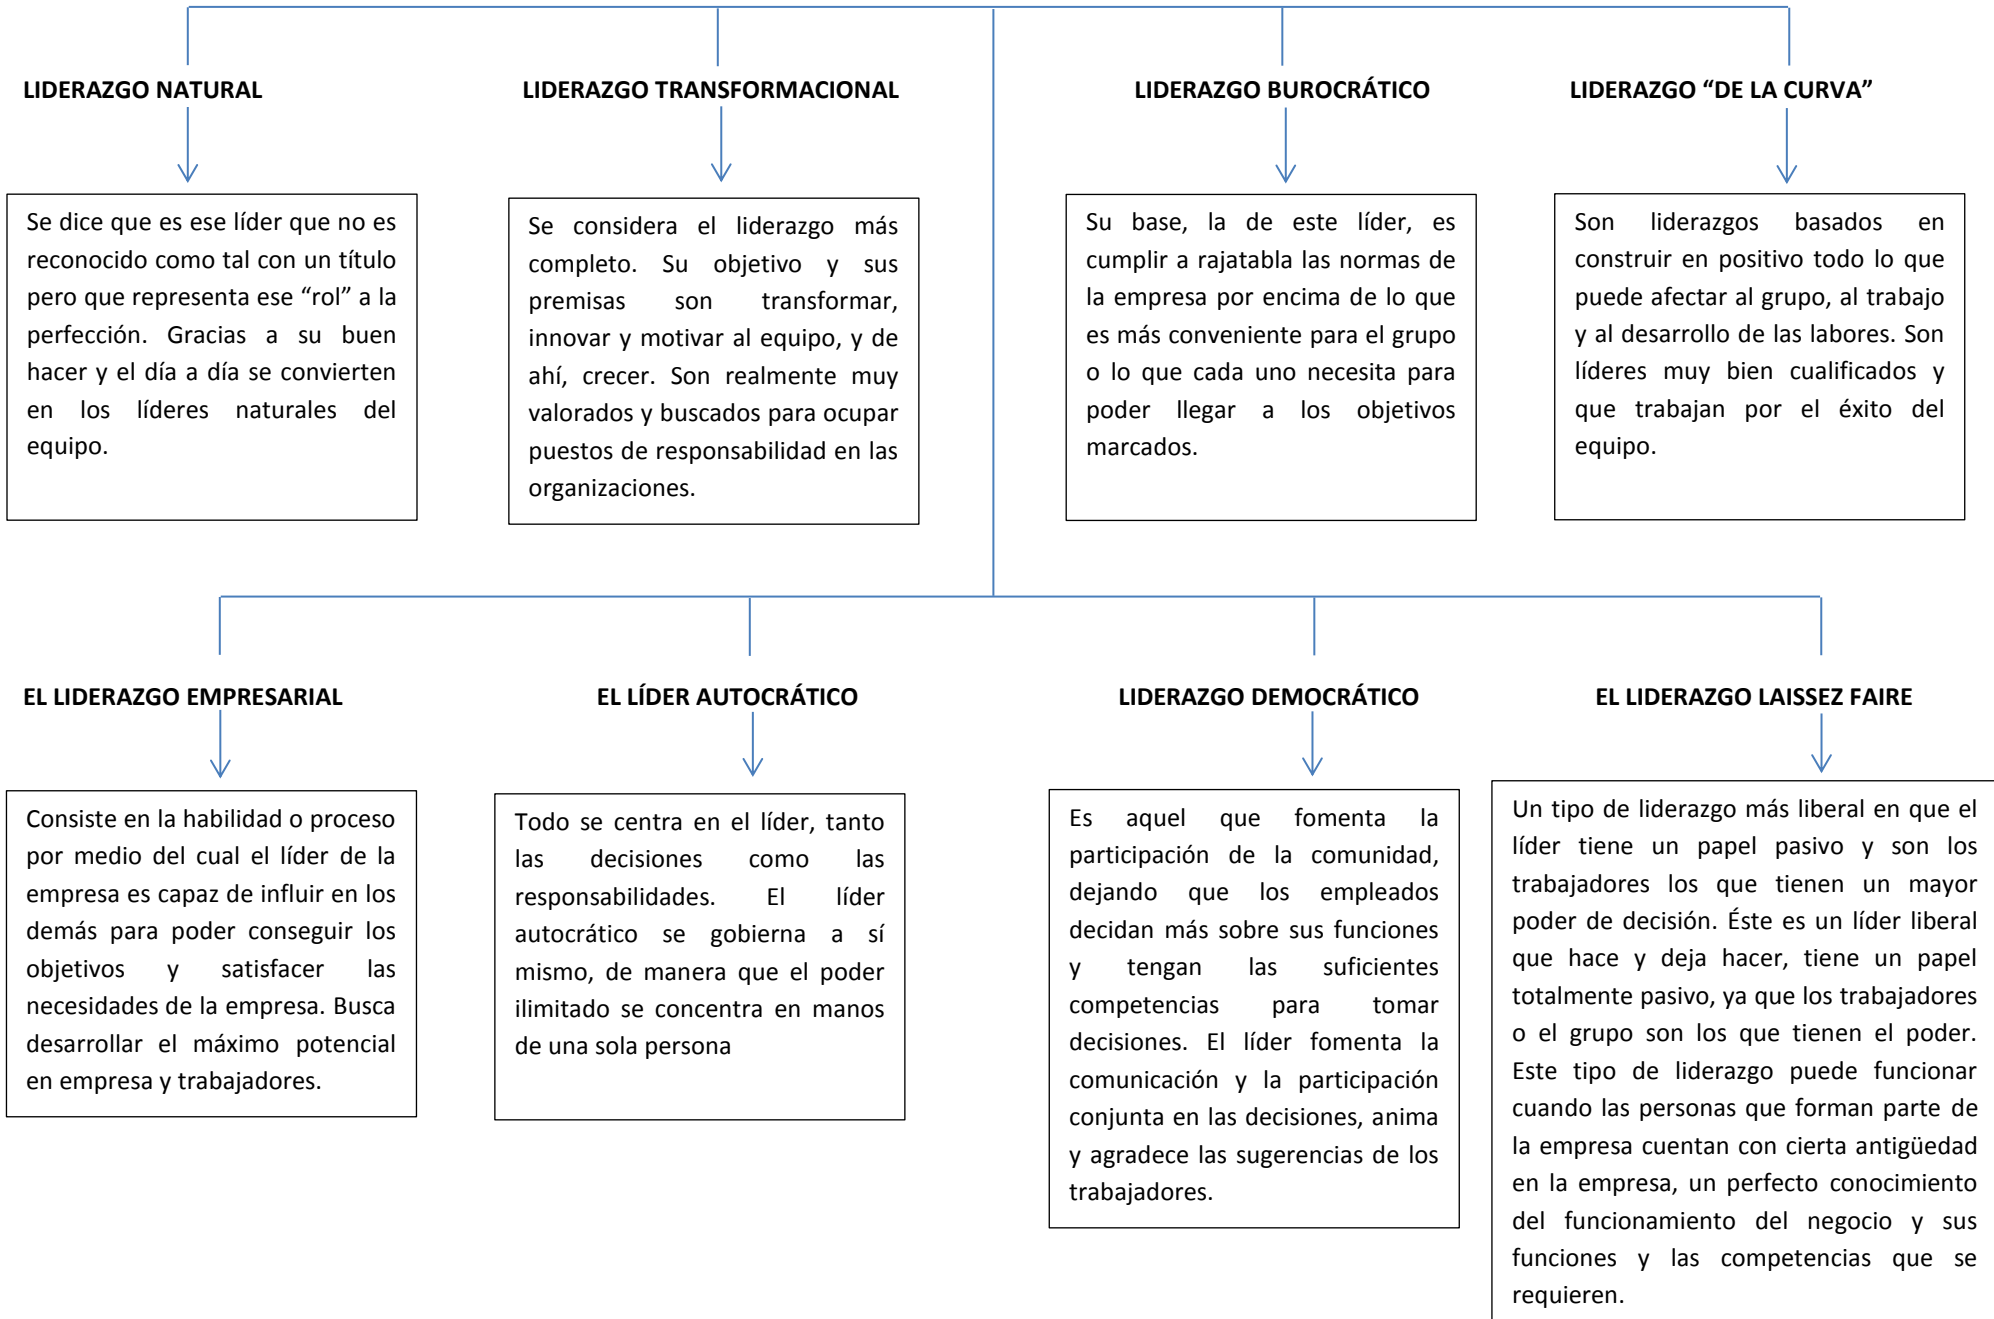 LIDERAZGO NATURAL
Se dice que es ese líder que no es
reconocido como tal con un título
pero que representa ese “rol” a la
perfección. Gracias a su buen
hacer y el día a día se convierten
en los líderes naturales del
equipo.
LIDERAZGO TRANSFORMACIONAL
Se considera el liderazgo más
completo. Su objetivo y sus
premisas son transformar,
innovar y motivar al equipo, y de
ahí, crecer. Son realmente muy
valorados y buscados para ocupar
puestos de responsabilidad en las
organizaciones.
LIDERAZGO BUROCRÁTICO
Su base, la de este líder, es
cumplir a rajatabla las normas de
la empresa por encima de lo que
es más conveniente para el grupo
o lo que cada uno necesita para
poder llegar a los objetivos
marcados.
LIDERAZGO “DE LA CURVA”
Son liderazgos basados en
construir en positivo todo lo que
puede afectar al grupo, al trabajo
y al desarrollo de las labores. Son
líderes muy bien cualificados y
que trabajan por el éxito del
equipo.
EL LIDERAZGO EMPRESARIAL
Consiste en la habilidad o proceso
por medio del cual el líder de la
empresa es capaz de influir en los
demás para poder conseguir los
objetivos y satisfacer las
necesidades de la empresa. Busca
desarrollar el máximo potencial
en empresa y trabajadores.
EL LÍDER AUTOCRÁTICO
Todo se centra en el líder, tanto
las decisiones como las
responsabilidades. El líder
autocrático se gobierna a sí
mismo, de manera que el poder
ilimitado se concentra en manos
de una sola persona
LIDERAZGO DEMOCRÁTICO
Es aquel que fomenta la
participación de la comunidad,
dejando que los empleados
decidan más sobre sus funciones
y tengan las suficientes
competencias para tomar
decisiones. El líder fomenta la
comunicación y la participación
conjunta en las decisiones, anima
y agradece las sugerencias de los
trabajadores.
EL LIDERAZGO LAISSEZ FAIRE
Un tipo de liderazgo más liberal en que el
líder tiene un papel pasivo y son los
trabajadores los que tienen un mayor
poder de decisión. Éste es un líder liberal
que hace y deja hacer, tiene un papel
totalmente pasivo, ya que los trabajadores
o el grupo son los que tienen el poder.
Este tipo de liderazgo puede funcionar
cuando las personas que forman parte de
la empresa cuentan con cierta antigüedad
en la empresa, un perfecto conocimiento
del funcionamiento del negocio y sus
funciones y las competencias que se
requieren.